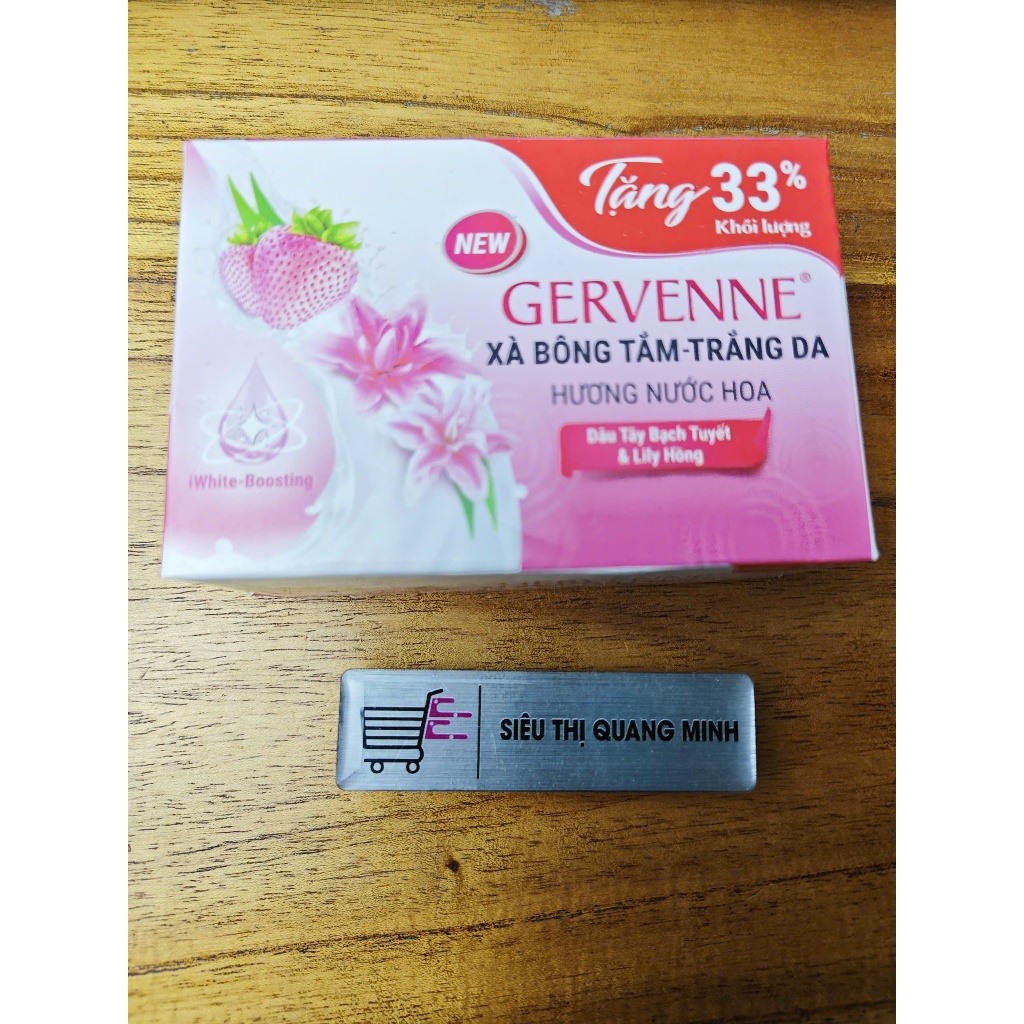 Tặng 33%
Khối lượng
NEW
GERVENNE®
XÀ BÔNG TẮM-TRẮNG DA
HƯƠNG NƯỚC HOA
Dâu Tây Bạch Tuyết
& Lily Hồng
iWhite-Boosting
SIÊU THỊ QUANG MINH